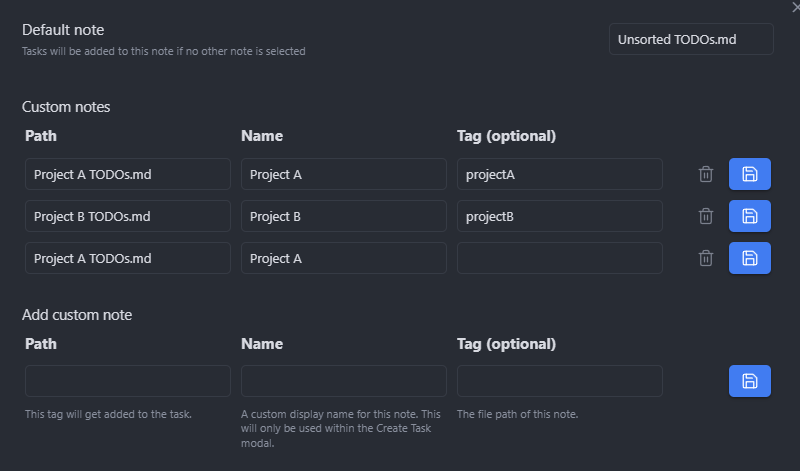 Default note
Tasks will be added to this note if no other note is selected
Unsorted TODOs.md
Custom notes
Path Name Tag (optional)
Project A TODOs.md Project A projectA
Project B TODOs.md Project B projectB
Project A TODOs.md Project A
Add custom note
Path Name Tag (optional)
This tag will get added to the task.
A custom display name for this note. This
will only be used within the Create Task
modal.
The file path of this note.